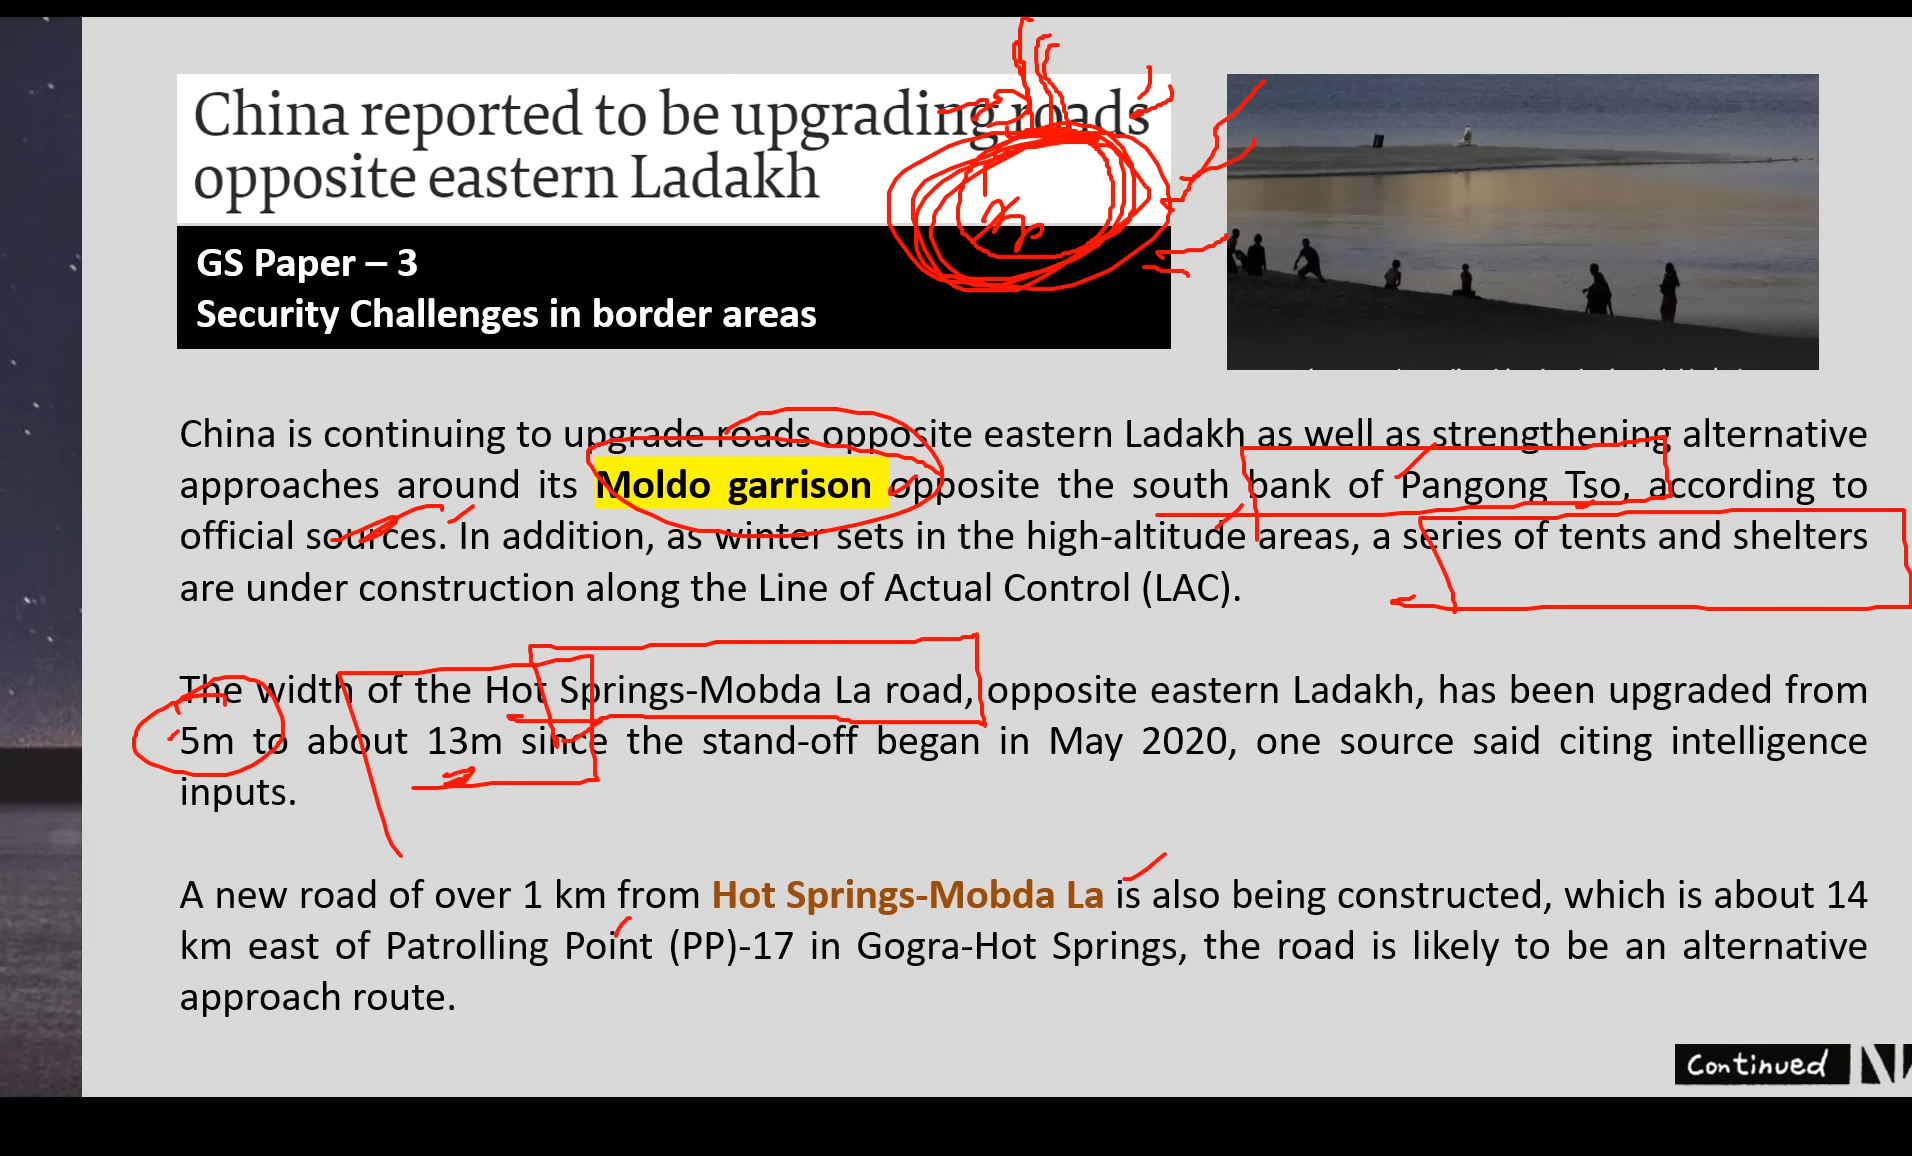 China reported to be upgrading roads
opposite eastern Ladakh
GS Paper – 3
Security Challenges in border areas
China is continuing to upgrade roads opposite eastern Ladakh as well as strengthening alternative
approaches around its Moldo garrison opposite the south bank of Pangong Tso, according to
official sources. In addition, as winter sets in the high-altitude areas, a series of tents and shelters
are under construction along the Line of Actual Control (LAC).
The width of the Hot Springs-Mobda La road, opposite eastern Ladakh, has been upgraded from
5m to about 13m since the stand-off began in May 2020, one source said citing intelligence
inputs.
A new road of over 1 km from Hot Springs-Mobda La is also being constructed, which is about 14
km east of Patrolling Point (PP)-17 in Gogra-Hot Springs, the road is likely to be an alternative
approach route.
Continued